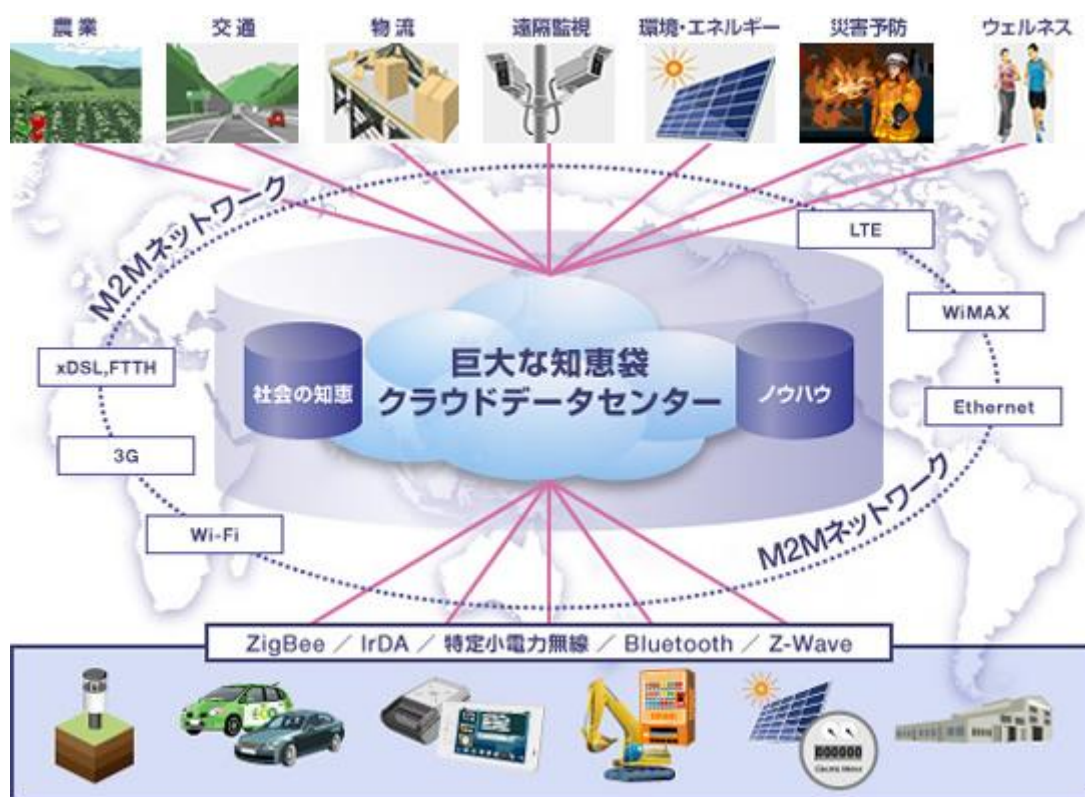 農業
交通
物流
遠隔監視
環境・エネルギー
災害予防
ウェルネス
M2Mネットワーク
LTE
WiMAX
xDSL,FTTH
社会の知恵
巨大な知恵袋
クラウドデータセンター
ノウハウ
Ethernet
3G
Wi-Fi
M2Mネットワーク
ZigBee / IrDA / 特定小電力無線 / Bluetooth / Z-Wave
000000